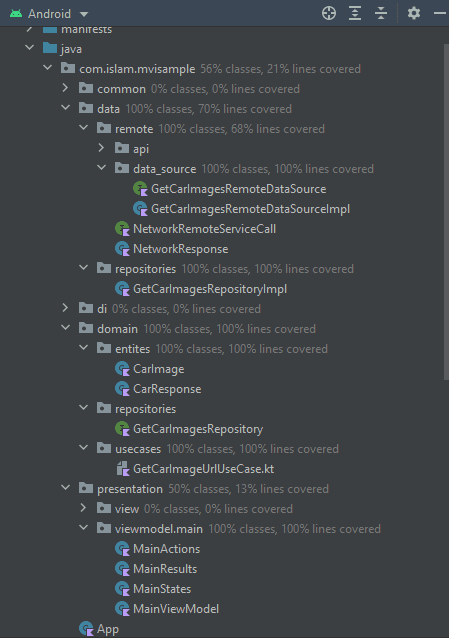 Android
manifests
java
com.islam.mvisample 56% classes, 21% lines covered
common 0% classes, 0% lines covered
data 100% classes, 70% lines covered
remote 100% classes, 68% lines covered
api
data_source 100% classes, 100% lines covered
GetCarImagesRemoteDataSource
GetCarImagesRemoteDataSourceImpl
NetworkRemoteServiceCall
NetworkResponse
repositories 100% classes, 100% lines covered
GetCarImagesRepositoryImpl
di 0% classes, 0% lines covered
domain 100% classes, 100% lines covered
entites 100% classes, 100% lines covered
CarImage
CarResponse
repositories
GetCarImagesRepository
usecases 100% classes, 100% lines covered
GetCarImageUrlUseCase.kt
presentation 50% classes, 13% lines covered
view 0% classes, 0% lines covered
viewmodel.main 100% classes, 100% lines covered
MainActions
MainResults
MainStates
MainViewModel
App